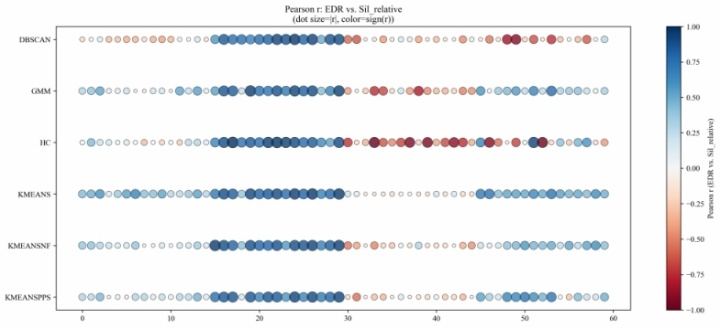 Pearson r: EDR vs. Sil_relative
(dot size=|r|, color=sign(r))
DBSCAN
GMM
HC
KMEANS
KMEANSNF
KMEANSPPS
0
10
20
30
40
50
60
1.00
0.75
0.50
0.25
0.00
−0.25
−0.50
−0.75
−1.00
Pearson r (EDR vs. Sil_relative)